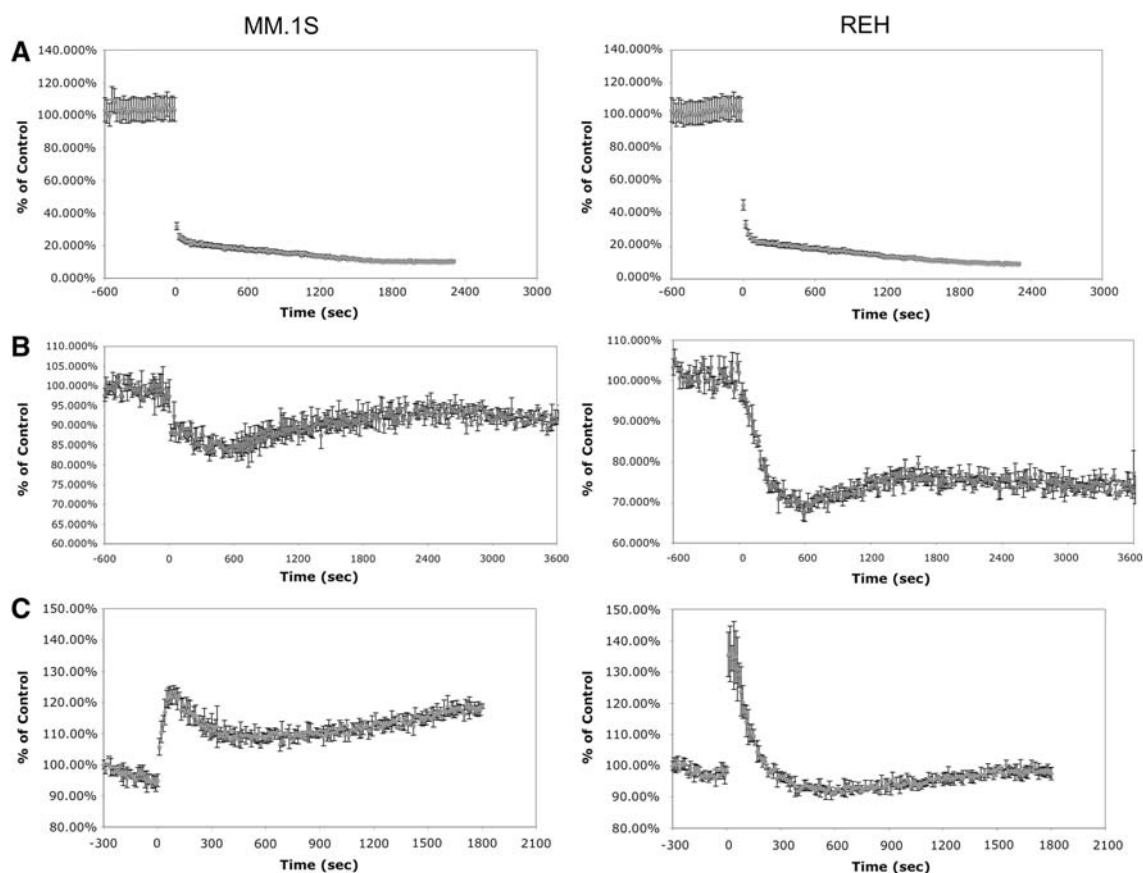 MM.1S
REH
A
140.000%
120.000%
100.000%
80.000%
60.000%
40.000%
20.000%
0.000%
% of Control
-600 0 600 1200 1800 2400 3000
Time (sec)
140.000%
120.000%
100.000%
80.000%
60.000%
40.000%
20.000%
0.000%
% of Control
-600 0 600 1200 1800 2400 3000
Time (sec)
B
110.000%
105.000%
100.000%
95.000%
90.000%
85.000%
80.000%
75.000%
70.000%
65.000%
60.000%
% of Control
-600 0 600 1200 1800 2400 3000 3600
Time (sec)
110.000%
100.000%
90.000%
80.000%
70.000%
60.000%
% of Control
-600 0 600 1200 1800 2400 3000 3600
Time (sec)
C
150.00%
140.00%
130.00%
120.00%
110.00%
100.00%
90.00%
80.00%
% of Control
-300 0 300 600 900 1200 1500 1800 2100
Time (sec)
150.00%
140.00%
130.00%
120.00%
110.00%
100.00%
90.00%
80.00%
% of Control
-300 0 300 600 900 1200 1500 1800 2100
Time (sec)